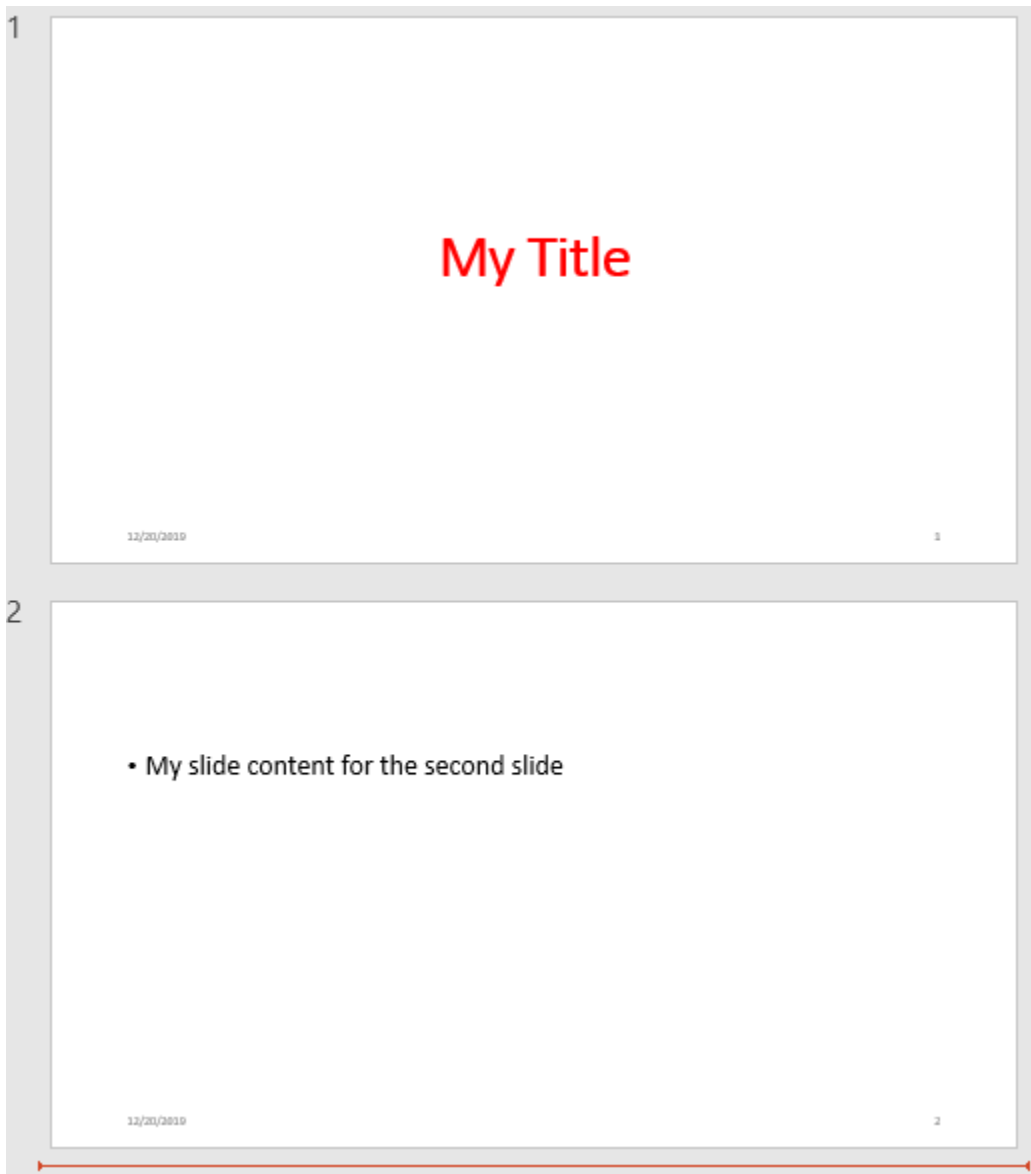 1
My Title
12/20/2019 1
2
• My slide content for the second slide
12/20/2019 2